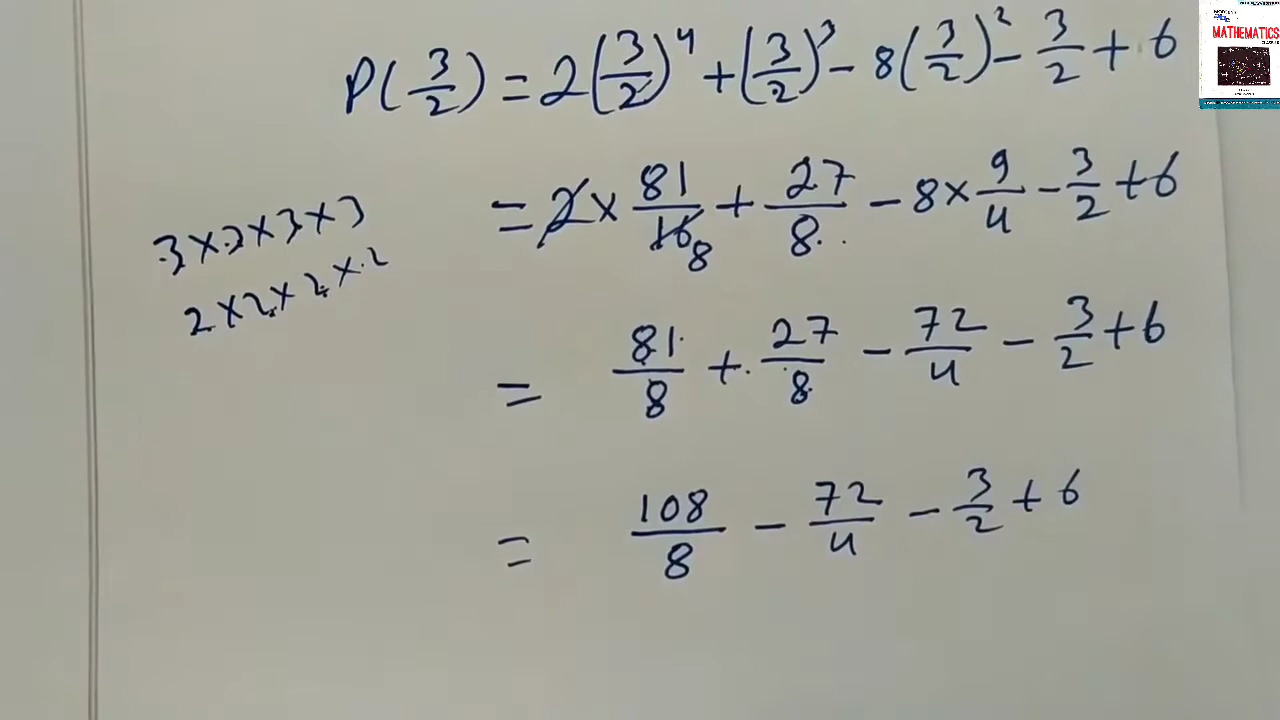 P(3/2) = 2(3/2)⁴ + (3/2)³ - 8(3/2)² - 3/2 + 6
= 2 × 81/16 8 + 27/8 - 8 × 9/4 - 3/2 + 6
3 × 3 × 3 × 3
2 × 2 × 2 × 2
= 81/8 + 27/8 - 72/4 - 3/2 + 6
= 108/8 - 72/4 - 3/2 + 6
MATHEMATICS